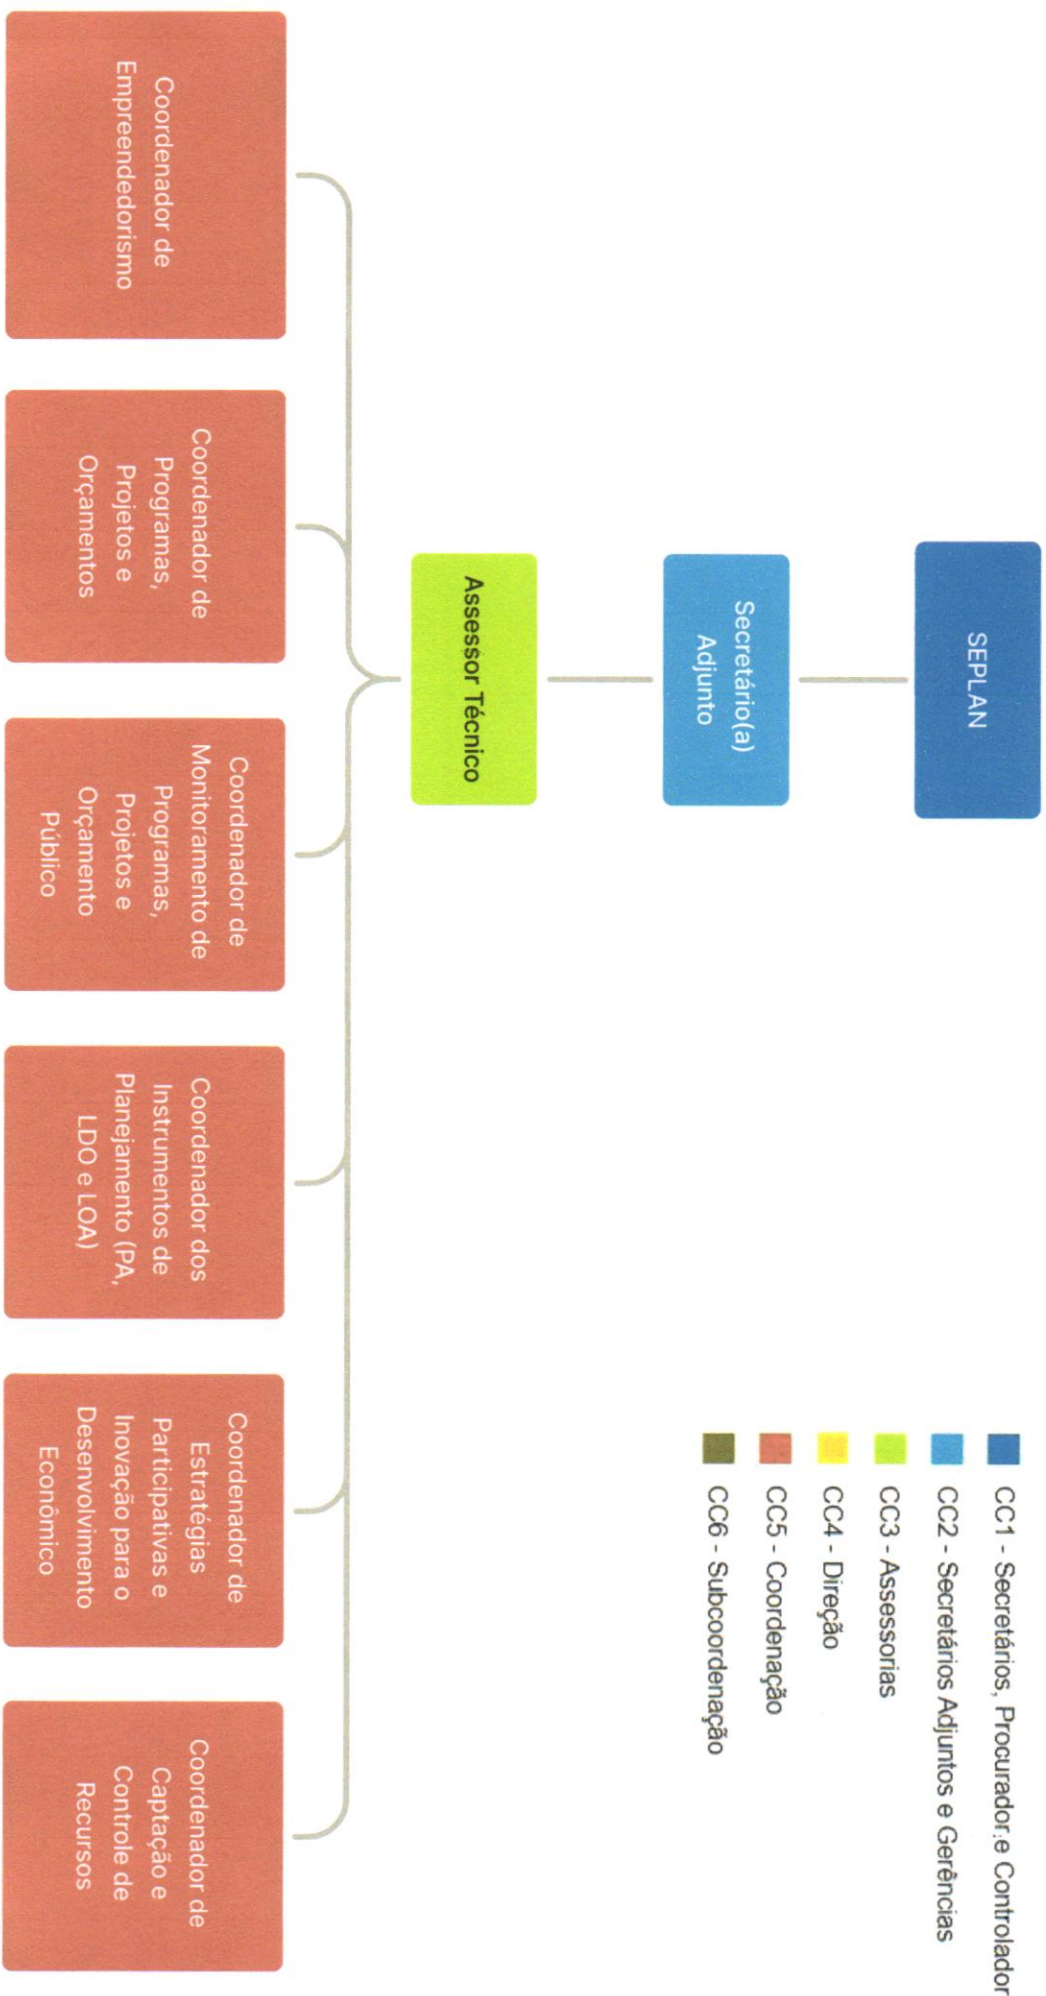 SEPLAN
Secretário(a)
Adjunto
Assessor Técnico
Coordenador de
Empreendedorismo
Coordenador de
Programas,
Projetos e
Orçamentos
Coordenador de
Monitoramento de
Programas,
Projetos e
Orçamento
Público
Coordenador dos
Instrumentos de
Planejamento (PA,
LDO e LOA)
Coordenador de
Estratégias
Participativas e
Inovação para o
Desenvolvimento
Econômico
Coordenador de
Captação e
Controle de
Recursos
CC1 - Secretários, Procurador e Controlador
CC2 - Secretários Adjuntos e Gerências
CC3 - Assessorias
CC4 - Direção
CC5 - Coordenação
CC6 - Subcoordenação